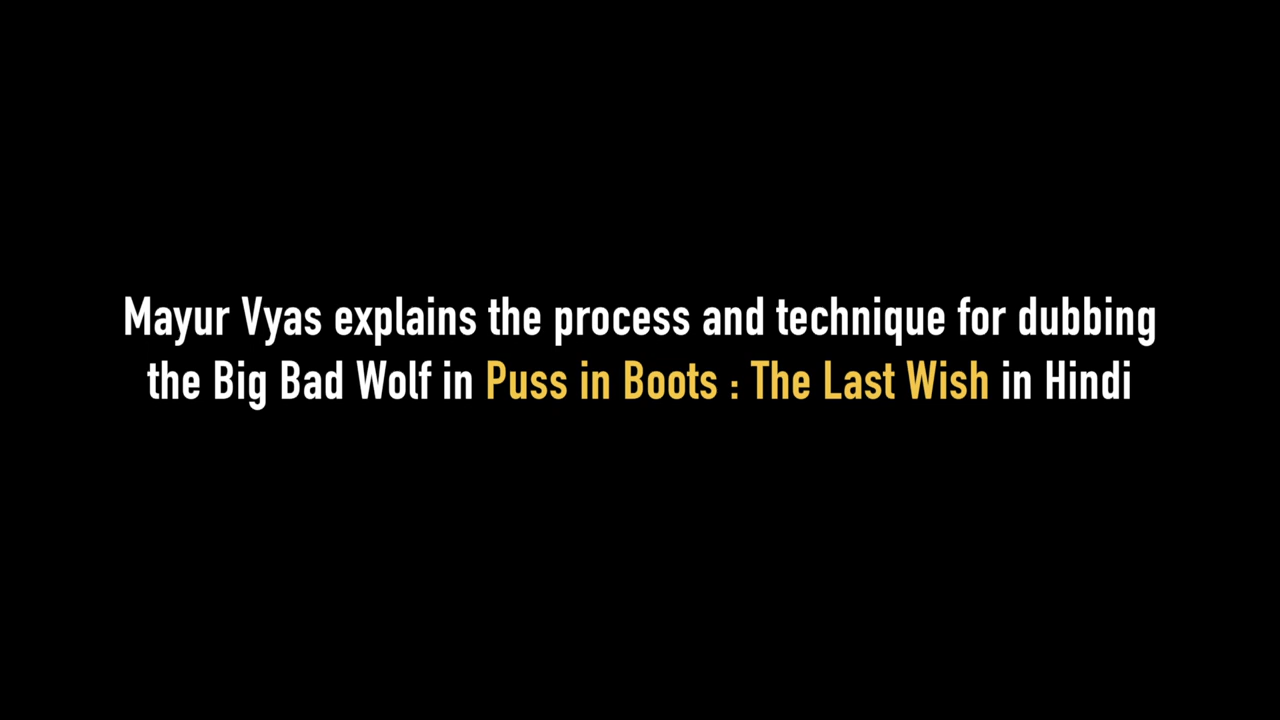 Mayur Vyas explains the process and technique for dubbing
the Big Bad Wolf in Puss in Boots : The Last Wish in Hindi